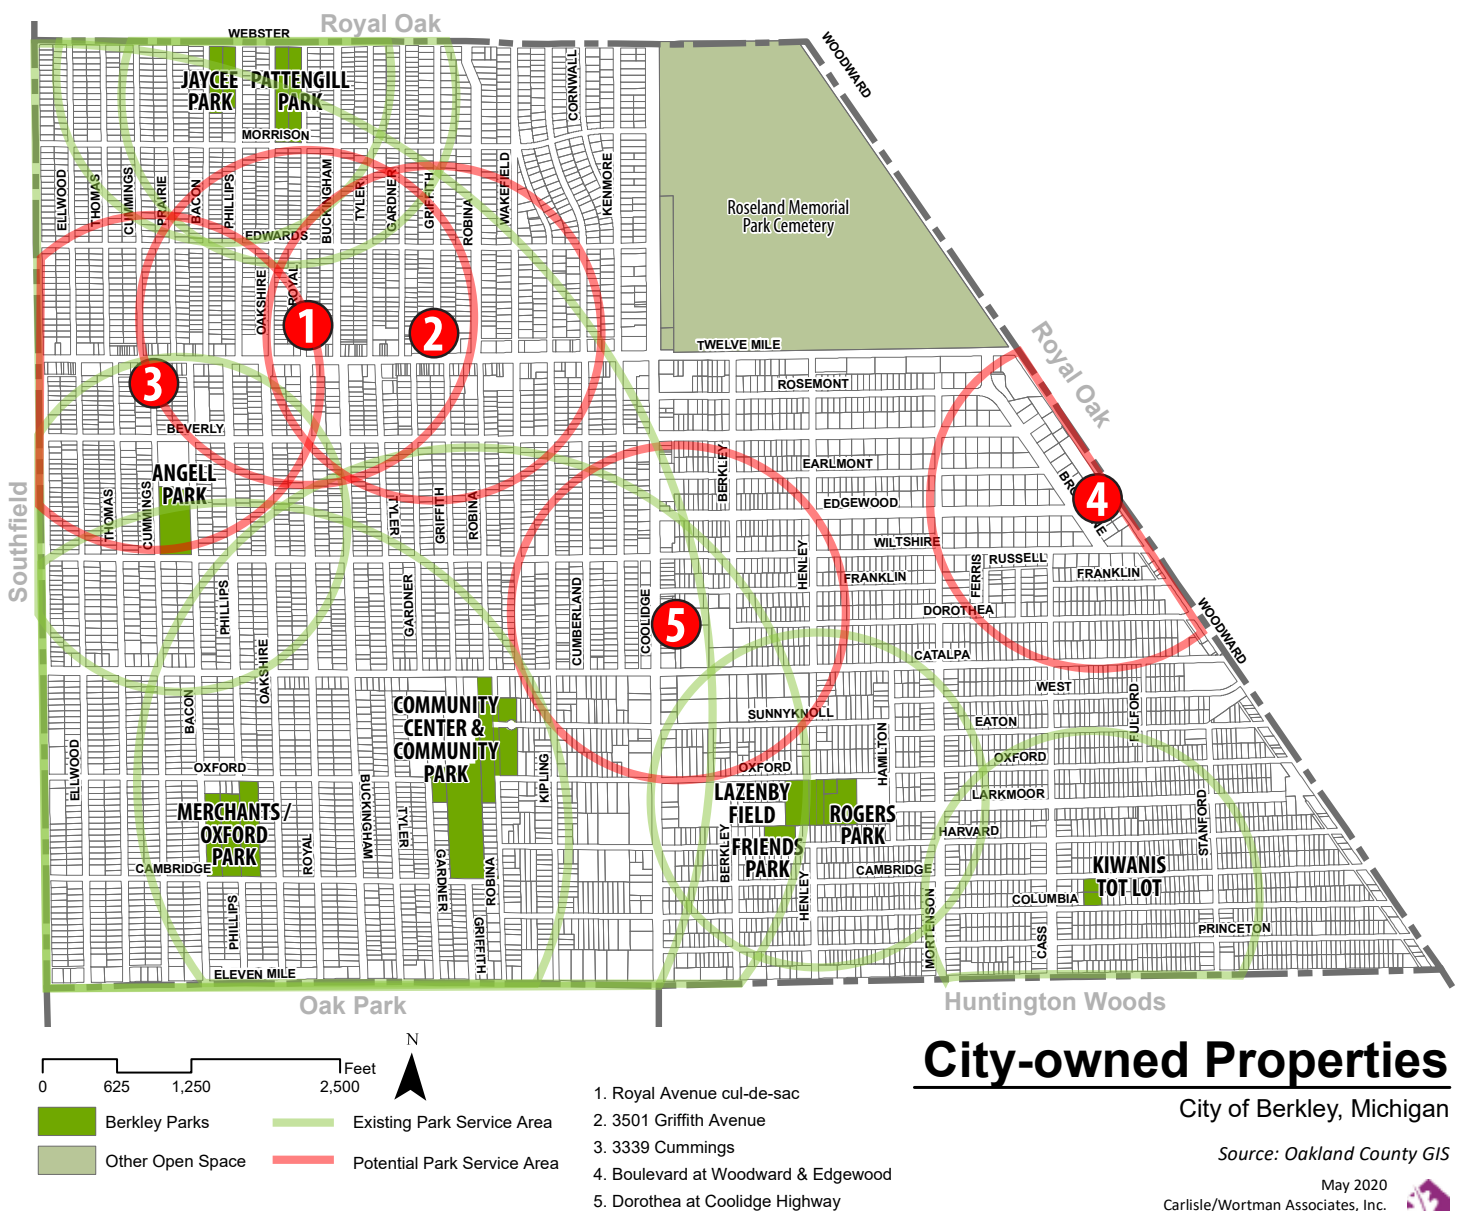 Royal Oak
WEBSTER
WOODWARD
JAYCEE
PARK
PATTENGILL
PARK
CORNWALL
MORRISON
ELLWOOD
THOMAS
CUMMINGS
PRAIRIE
BACON
PHILLIPS
BUCKINGHAM
TYLER
GARDNER
GRIFFITH
ROBINA
WAKEFIELD
KENMORE
Roseland Memorial
Park Cemetery
EDWARDS
OAKSHIRE
ROYAL
1
2
3
TWELVE MILE
Royal Oak
ROSEMONT
BEVERLY
BERKLEY
EARLMONT
ANGELL
PARK
THOMAS
CUMMINGS
TYLER
GRIFFITH
ROBINA
EDGEWOOD
4
Southfield
WILTSHIRE
HENLEY
RUSSELL
FRANKLIN
FERRIS
FRANKLIN
PHILLIPS
GARDNER
CUMBERLAND
COOLIDGE
5
DOROTHEA
WOODWARD
CATALPA
OAKSHIRE
BACON
COMMUNITY
CENTER &
COMMUNITY
PARK
WEST
FULFORD
SUNNYKNOLL
EATON
ELLWOOD
OXFORD
KIPLING
OXFORD
HAMILTON
OXFORD
MERCHANTS/
OXFORD
PARK
BUCKINGHAM
TYLER
LAZENBY
FIELD
ROGERS
PARK
LARKMOOR
HARVARD
STANFORD
ROYAL
FRIENDS
PARK
BERKLEY
CAMBRIDGE
GARDNER
ROBINA
HENLEY
CAMBRIDGE
KIWANIS
TOT LOT
COLUMBIA
PHILLIPS
GRIFFITH
MORTENSON
CASS
PRINCETON
ELEVEN MILE
Oak Park
Huntington Woods
N
Feet
0 625 1,250 2,500
Berkley Parks
Other Open Space
Existing Park Service Area
Potential Park Service Area
1. Royal Avenue cul-de-sac
2. 3501 Griffith Avenue
3. 3339 Cummings
4. Boulevard at Woodward & Edgewood
5. Dorothea at Coolidge Highway
City-owned Properties
City of Berkley, Michigan
Source: Oakland County GIS
May 2020
Carlisle/Wortman Associates, Inc.